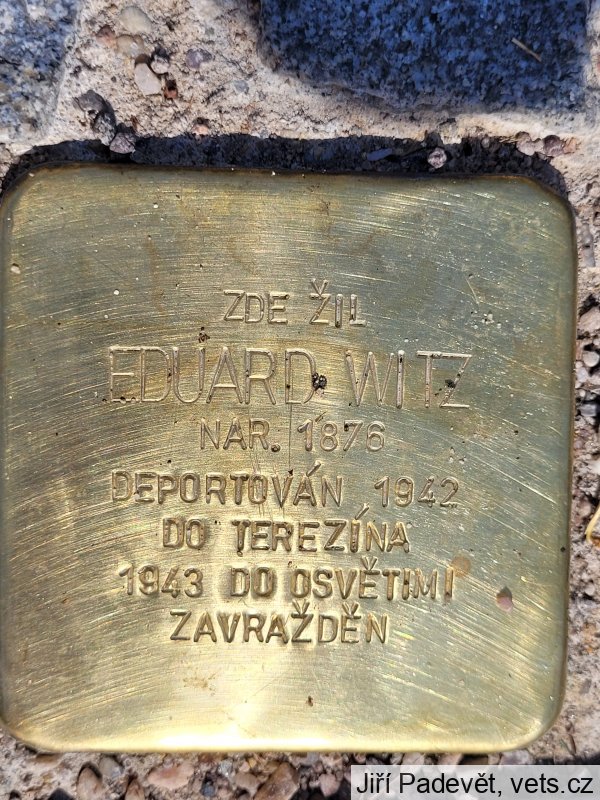 ZDE ŽIL
EDUARD WITZ
NAR. 1876
DEPORTOVÁN 1942
DO TEREZÍNA
1943 DO OSVĚTIMI
ZAVRAŽDĚN
Jiří Padevět, vets.cz